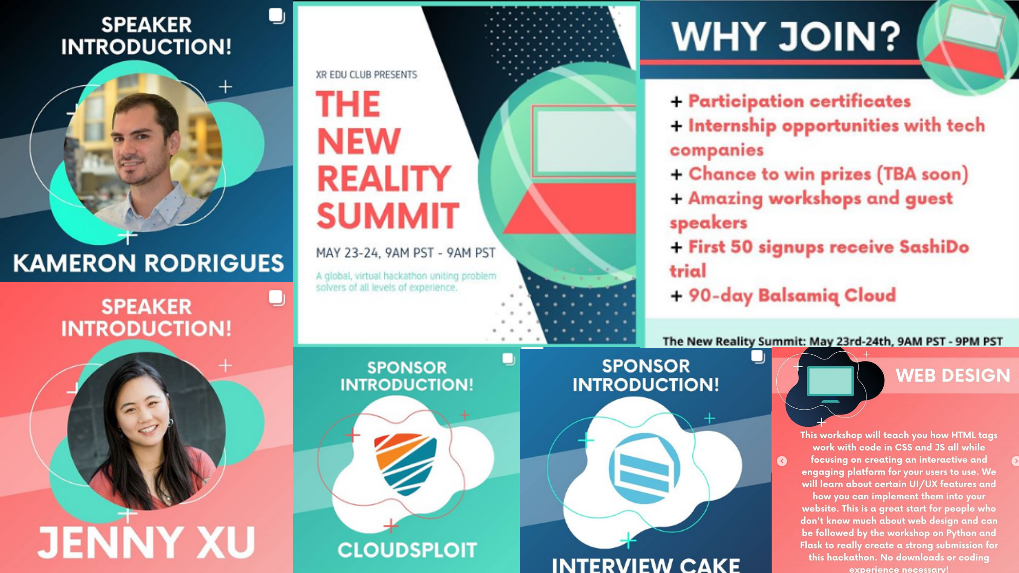 SPEAKER
INTRODUCTION!
KAMERON RODRIGUES
XR EDU CLUB PRESENTS
THE
NEW
REALITY
SUMMIT
MAY 23-24, 9AM PST - 9AM PST
A global, virtual hackathon uniting problem
solvers of all levels of experience.
WHY JOIN?
+ Participation certificates
+ Internship opportunities with tech
companies
+ Chance to win prizes (TBA soon)
+ Amazing workshops and guest
speakers
+ First 50 signups receive SashiDo
trial
+ 90-day Balsamiq Cloud
The New Reality Summit: May 23rd-24th, 9AM PST - 9PM PST
SPEAKER
INTRODUCTION!
JENNY XU
SPONSOR
INTRODUCTION!
CLOUDSPLOIT
SPONSOR
INTRODUCTION!
INTERVIEW CAKE
WEB DESIGN
This workshop will teach you how HTML tags
work with code in CSS and JS all while
focusing on creating an interactive and
engaging platform for your users to use. We
will learn about certain UI/UX features and
how you can implement them into your
website. This is a great start for people who
don't know much about web design and can
be followed by the workshop on Python and
Flask to really create a strong submission for
this hackathon. No downloads or coding
experience necessary!